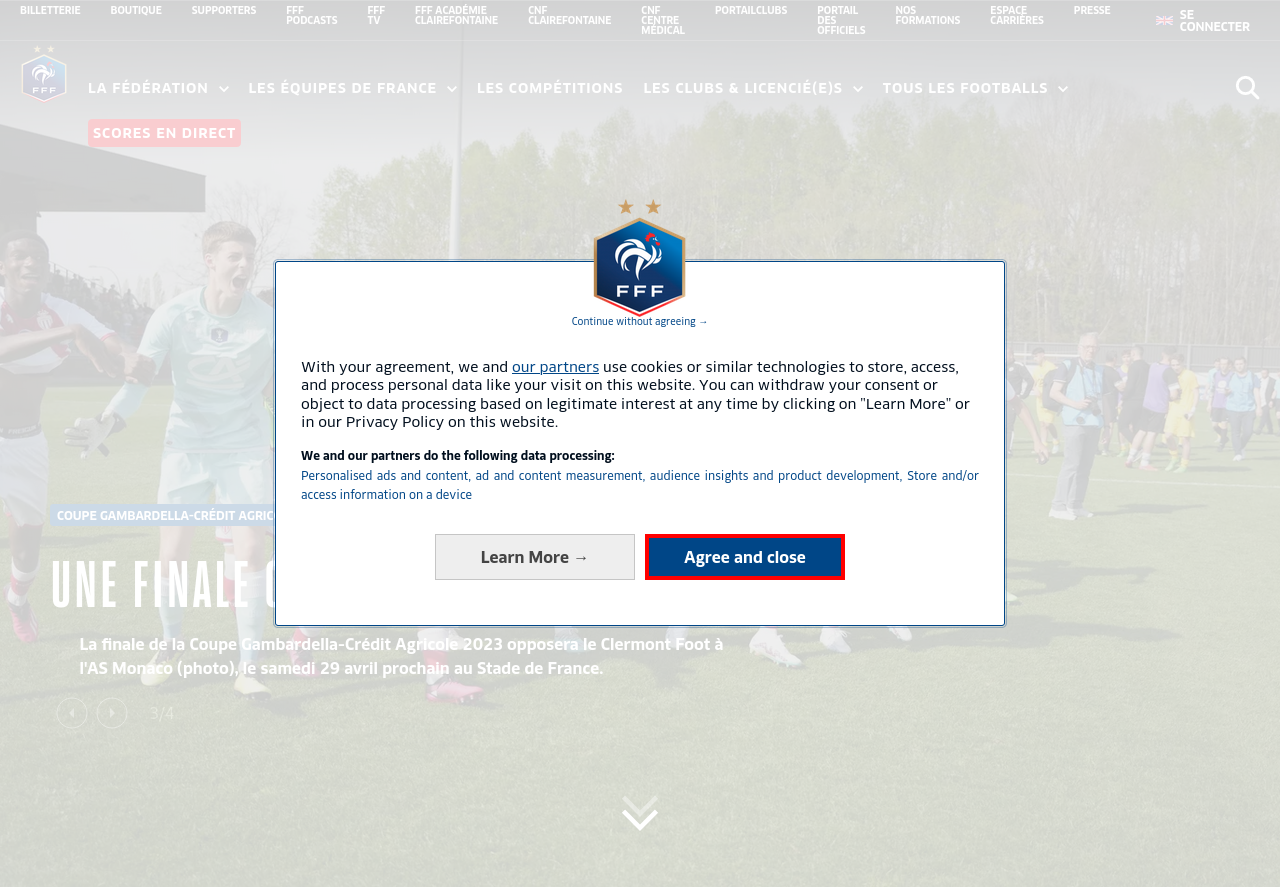 BILLETTERIE
BOUTIQUE
SUPPORTERS
FFF
PODCASTS
FFF
TV
FFF ACADÉMIE
CLAIREFONTAINE
CNF
CLAIREFONTAINE
CNF
CENTRE
MÉDICAL
PORTAILCLUBS
PORTAIL
DES
OFFICIELS
NOS
FORMATIONS
ESPACE
CARRIÈRES
PRESSE
SE
CONNECTER
FFF
LA FÉDÉRATION
LES ÉQUIPES DE FRANCE
LES COMPÉTITIONS
LES CLUBS & LICENCIÉ(E)S
TOUS LES FOOTBALLS
SCORES EN DIRECT
FFF
Continue without agreeing →
With your agreement, we and our partners use cookies or similar technologies to store, access,
and process personal data like your visit on this website. You can withdraw your consent or
object to data processing based on legitimate interest at any time by clicking on "Learn More" or
in our Privacy Policy on this website.
We and our partners do the following data processing:
Personalised ads and content, ad and content measurement, audience insights and product development, Store and/or
access information on a device
Learn More →
Agree and close
COUPE GAMBARDELLA-CRÉDIT AGRICO
UNE FINALE
La finale de la Coupe Gambardella-Crédit Agricole 2023 opposera le Clermont Foot à
l'AS Monaco (photo), le samedi 29 avril prochain au Stade de France.
3/4